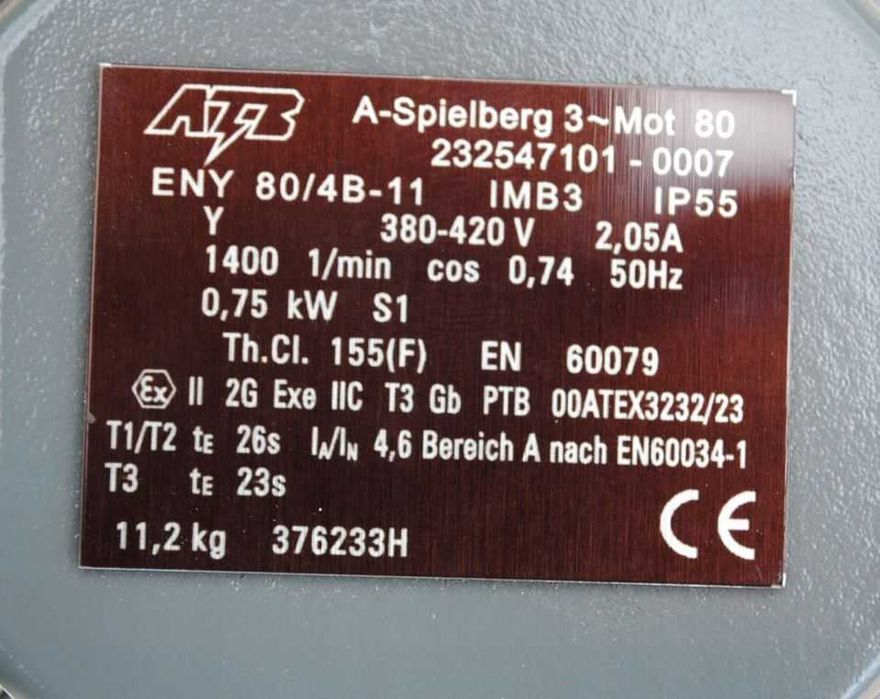 ATB A-Spielberg 3~Mot 80
232547101-0007
ENY 80/4B-11 IMB3 IP55
Y 380-420 V 2,05A
1400 1/min cos 0,74 50Hz
0,75 kW S1
Th.Cl. 155(F) EN 60079
Ex II 2G Exe IIC T3 Gb PTB 00ATEX3232/23
T1/T2 tE 26s IA/IN 4,6 Bereich A nach EN60034-1
T3 tE 23s
11,2 kg 376233H CE